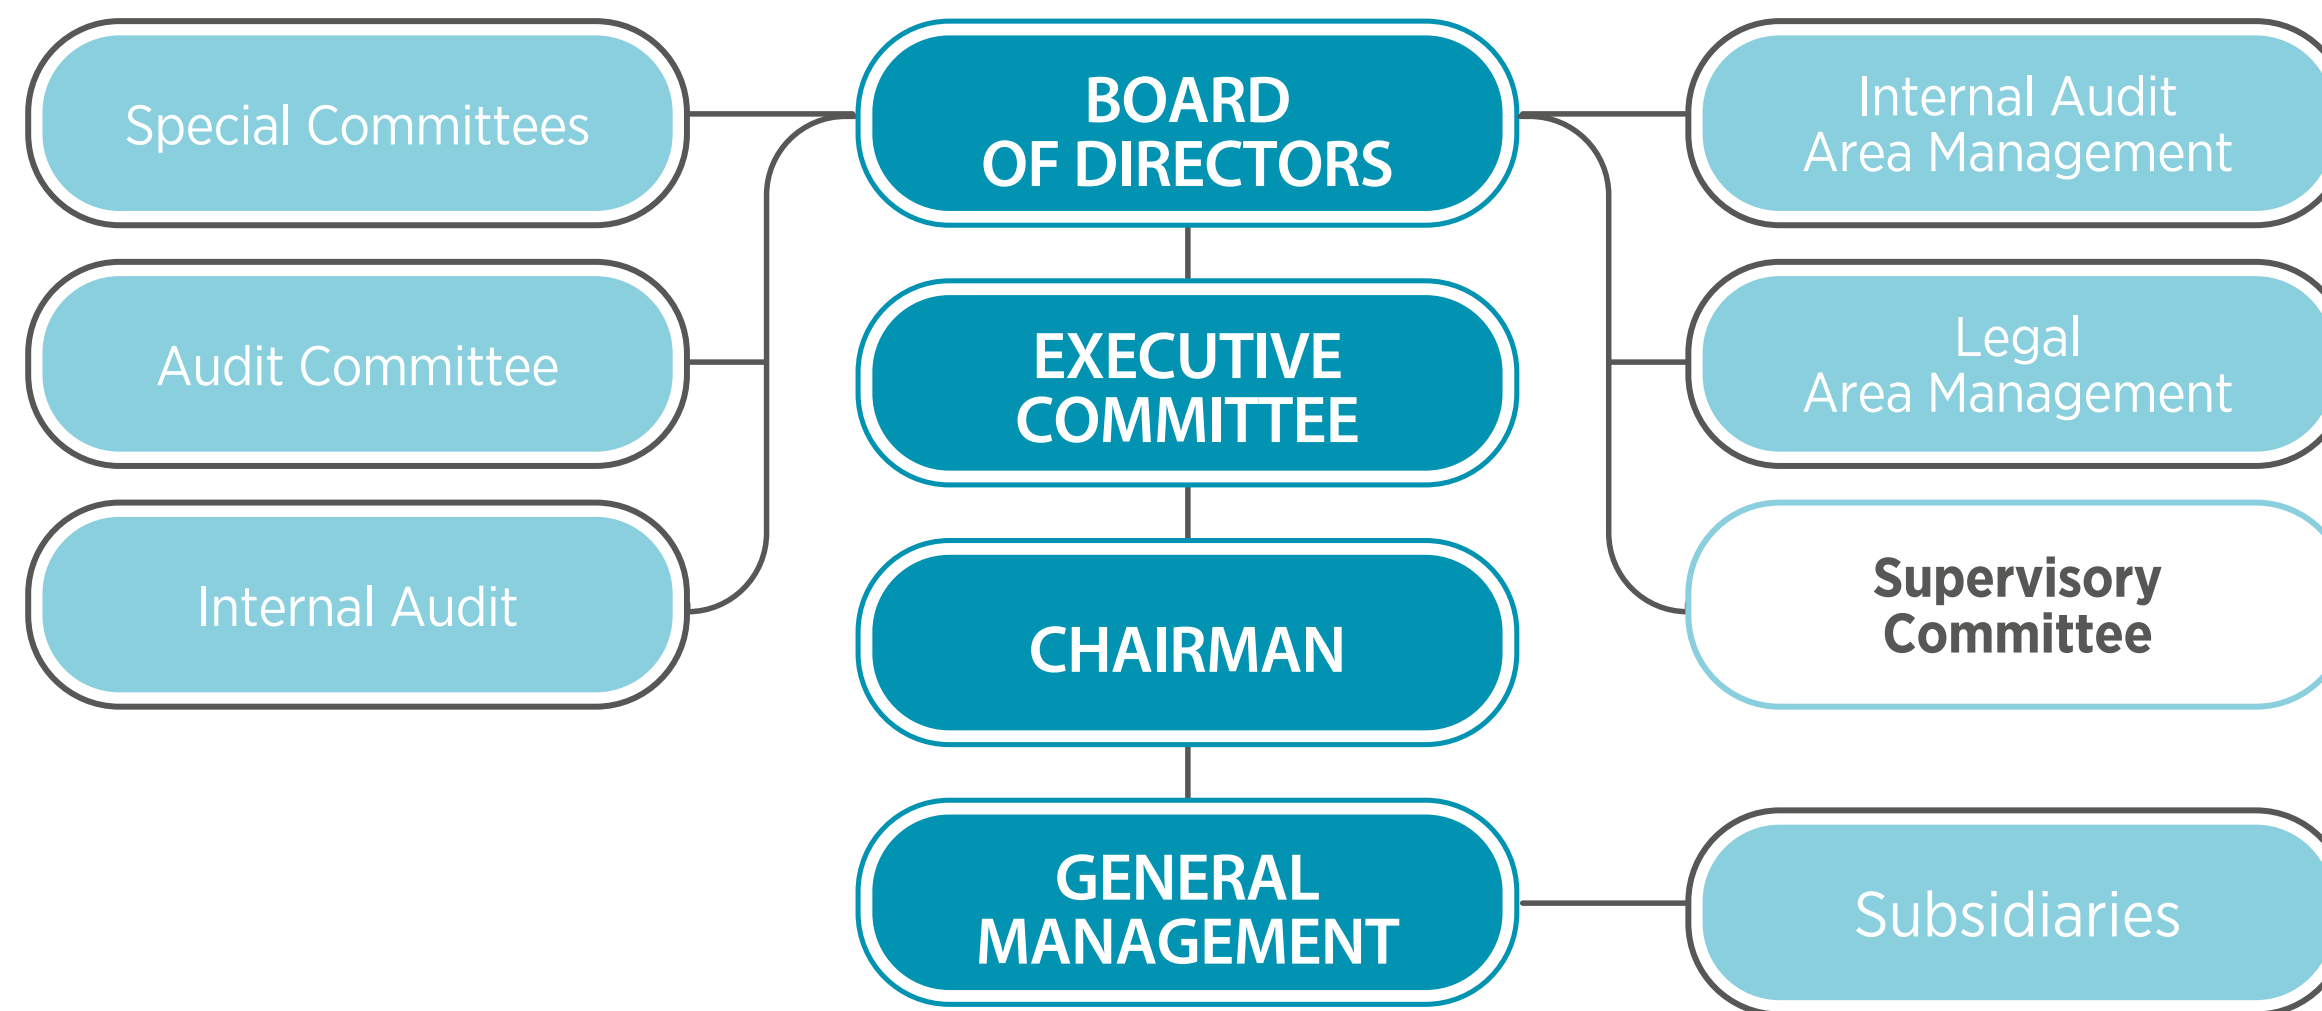 Special Committees
BOARD
OF DIRECTORS
Internal Audit
Area Management
Audit Committee
EXECUTIVE
COMMITTEE
Legal
Area Management
Internal Audit
CHAIRMAN
Supervisory
Committee
GENERAL
MANAGEMENT
Subsidiaries